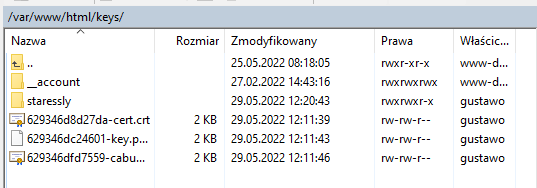 /var/www/html/keys/
Nazwa Rozmiar Zmodyfikowany Prawa Właścic...
.. 25.05.2022 08:18:05 rwxr-xr-x www-d...
__account 27.02.2022 14:43:16 rwxrwxrwx www-d...
staressly 29.05.2022 12:20:43 rwxrwxr-x gustawo
629346d8d27da-cert.crt 2 KB 29.05.2022 12:11:39 rw-rw-r-- gustawo
629346dc24601-key.p... 2 KB 29.05.2022 12:11:43 rw-rw-r-- gustawo
629346dfd7559-cabu... 2 KB 29.05.2022 12:11:46 rw-rw-r-- gustawo